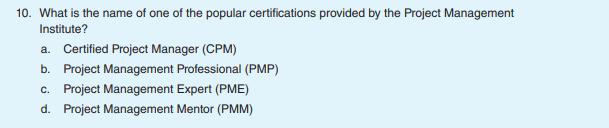 10. What is the name of one of the popular certifications provided by the Project Management
Institute?
a. Certified Project Manager (CPM)
b. Project Management Professional (PMP)
c. Project Management Expert (PME)
d. Project Management Mentor (PMM)